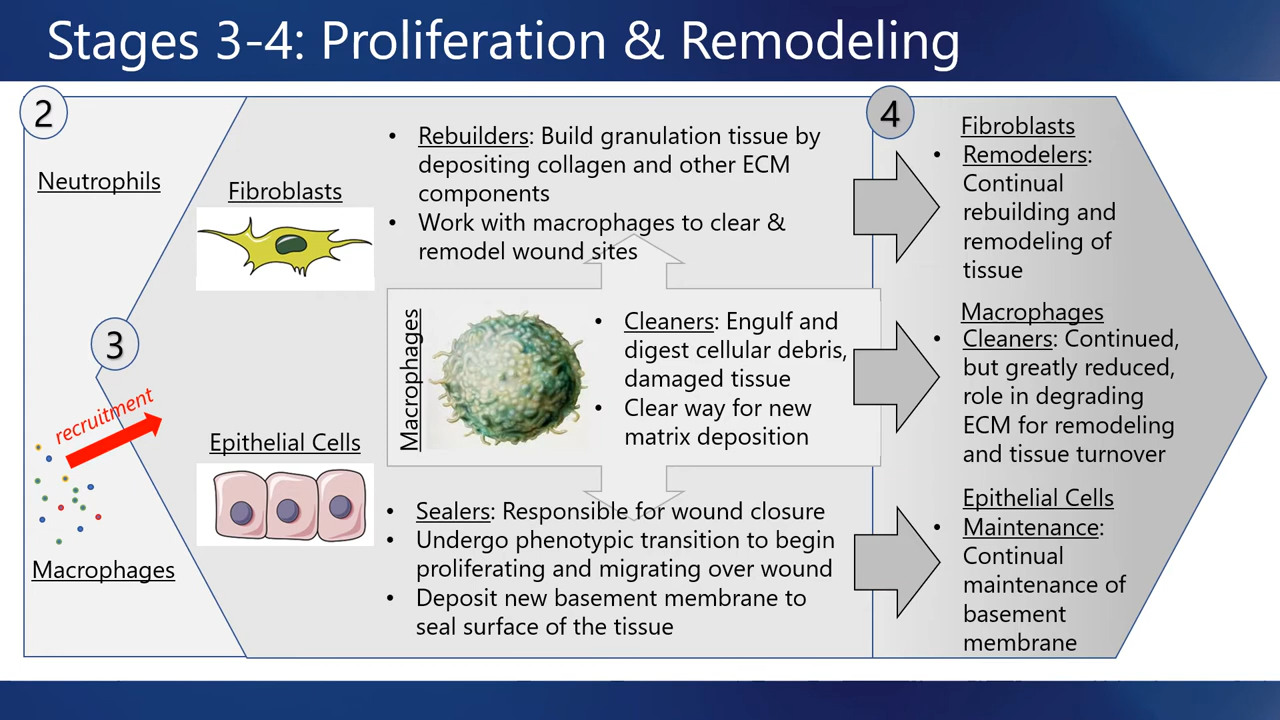 Stages 3-4: Proliferation & Remodeling
2
Neutrophils
recruitment
Macrophages
3
Fibroblasts
• Rebuilders: Build granulation tissue by
depositing collagen and other ECM
components
• Work with macrophages to clear &
remodel wound sites
Macrophages
• Cleaners: Engulf and
digest cellular debris,
damaged tissue
• Clear way for new
matrix deposition
Epithelial Cells
• Sealers: Responsible for wound closure
• Undergo phenotypic transition to begin
proliferating and migrating over wound
• Deposit new basement membrane to
seal surface of the tissue
4
Fibroblasts
• Remodelers:
Continual
rebuilding and
remodeling of
tissue
Macrophages
• Cleaners: Continued,
but greatly reduced,
role in degrading
ECM for remodeling
and tissue turnover
Epithelial Cells
• Maintenance:
Continual
maintenance of
basement
membrane